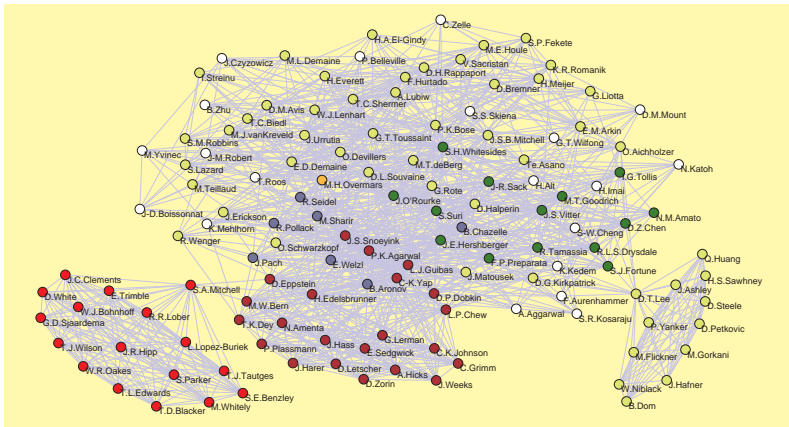 C.Zelle
H.A.El-Gindy
S.P.Fekete
M.E.Houle
J.Czyzowicz
M.L.Demaine
P.Belleville
V.Sacristan
D.H.Rappaport
K.R.Romanik
I.Streinu
H.Everett
F.Hurtado
H.Meijer
D.Bremner
A.Lubiw
G.Liotta
B.Zhu
D.M.Avis
W.J.Lenhart
T.C.Shermer
S.S.Skiena
D.M.Mount
T.C.Biedl
P.K.Bose
E.M.Arkin
M.J.vanKreveld
J.Urrutia
G.T.Toussaint
J.S.B.Mitchell
G.T.Wilfong
S.M.Robbins
S.H.Whitesides
D.Aichholzer
M.Yvinec
J-M.Robert
O.Devillers
M.T.deBerg
Te.Asano
N.Katoh
S.Lazard
E.D.Demaine
D.L.Souvaine
T.G.Tollis
T.Roos
M.H.Overmars
J-R.Sack
H.Alt
H.Imai
M.Teillaud
G.Rote
M.T.Goodrich
R.Seidel
J.O'Rourke
J-D.Boissonnat
J.Erickson
M.Sharir
S.Suri
D.Halperin
J.S.Vitter
N.M.Amato
K.Mehlhorn
R.Pollack
B.Chazelle
S-W.Cheng
D.Z.Chen
R.Wenger
O.Schwarzkopf
J.S.Snoeyink
J.E.Hershberger
R.Tamassia
R.L.S.Drysdale
P.K.Agarwal
J.Pach
E.Welzl
L.J.Guibas
F.P.Preparata
K.Kedem
S.J.Fortune
Q.Huang
J.C.Clements
D.Eppstein
B.Aronov
C-K.Yap
J.Matousek
D.G.Kirkpatrick
H.S.Sawhney
S.A.Mitchell
J.Ashley
D.White
E.Trimble
H.Edelsbrunner
D.P.Dobkin
F.Aurenhammer
D.T.Lee
D.Steele
W.J.Bohnhoff
R.R.Lober
M.W.Bern
L.P.Chew
A.Aggarwal
S.R.Kosaraju
G.D.Sjaardema
T.K.Dey
N.Amenta
P.Yanker
D.Petkovic
T.J.Wilson
J.R.Hipp
L.Lopez-Buriek
P.Plassmann
J.Hass
G.Lerman
E.Sedgwick
C.K.Johnson
M.Flickner
M.Gorkani
W.R.Oakes
S.Parker
T.J.Tautges
J.Harer
D.Letscher
A.Hicks
C.Grimm
D.Zorin
J.Weeks
J.Hafner
T.L.Edwards
S.E.Benzley
W.Niblack
T.D.Blacker
M.Whitely
B.Dom